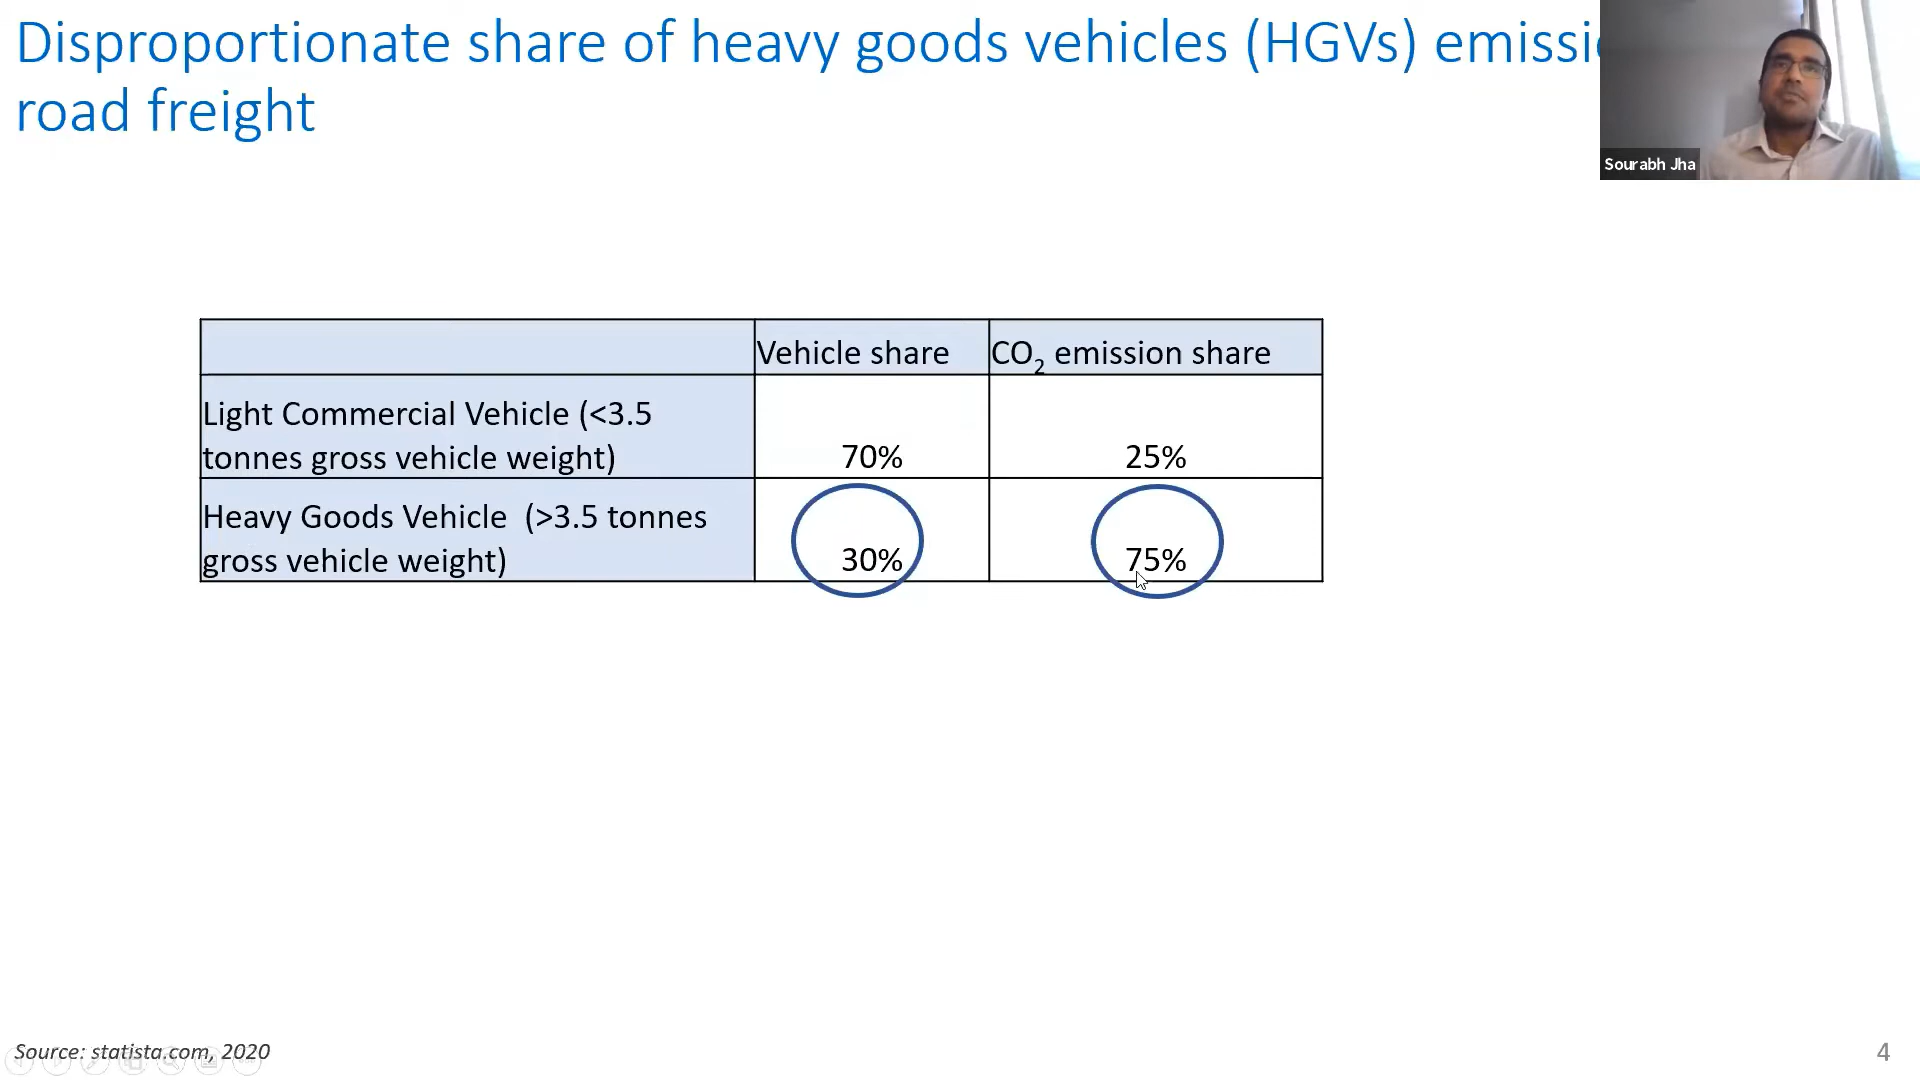 Disproportionate share of heavy goods vehicles (HGVs)
road freight
Sourabh Jha
Vehicle share
CO₂ emission share
Light Commercial Vehicle (<3.5
tonnes gross vehicle weight)
70%
25%
Heavy Goods Vehicle (>3.5 tonnes
gross vehicle weight)
30%
75%
Source: statista.com, 2020
4